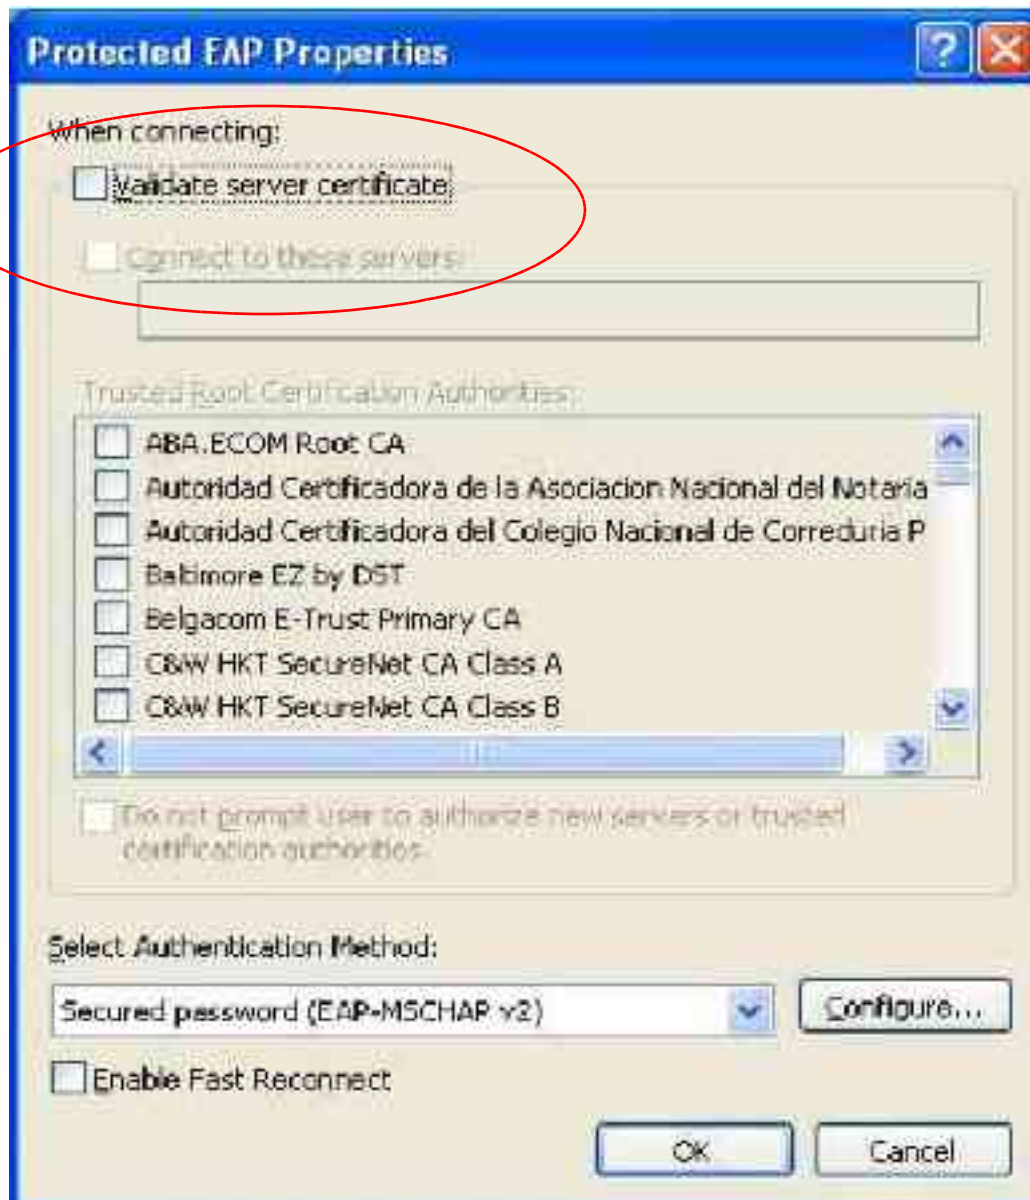 Protected EAP Properties
When connecting:
Validate server certificate
Connect to these servers:
Trusted Root Certification Authorities:
ABA.ECOM Root CA
Autoridad Certificadora de la Asociacion Nacional del Notaria
Autoridad Certificadora del Colegio Nacional de Correduria P
Baltimore EZ by DST
Belgacom E-Trust Primary CA
C&W HKT SecureNet CA Class A
C&W HKT SecureNet CA Class B
Do not prompt user to authorize new servers or trusted
certification authorities.
Select Authentication Method:
Secured password (EAP-MSCHAP v2)
Configure...
Enable Fast Reconnect
OK
Cancel